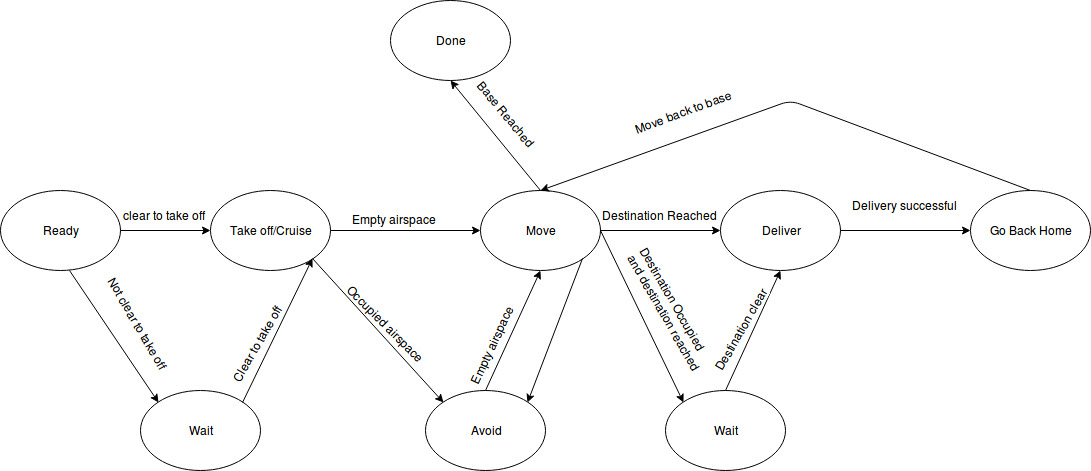 Done
Base Reached
Move back to base
Ready
clear to take off
Take off/Cruise
Empty airspace
Move
Destination Reached
Deliver
Delivery successful
Go Back Home
Not clear to take off
Clear to take off
Occupied airspace
Empty airspace
Destination Occupied
and destination reached
Destination clear
Wait
Avoid
Wait